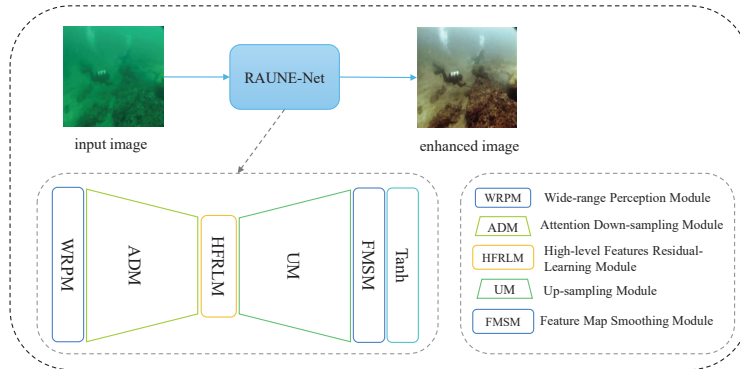 RAUNE-Net
input image
enhanced image
WRPM
ADM
HFRLM
UM
FMSM
Tanh
WRPM Wide-range Perception Module
ADM Attention Down-sampling Module
HFRLM High-level Features Residual-
Learning Module
UM Up-sampling Module
FMSM Feature Map Smoothing Module